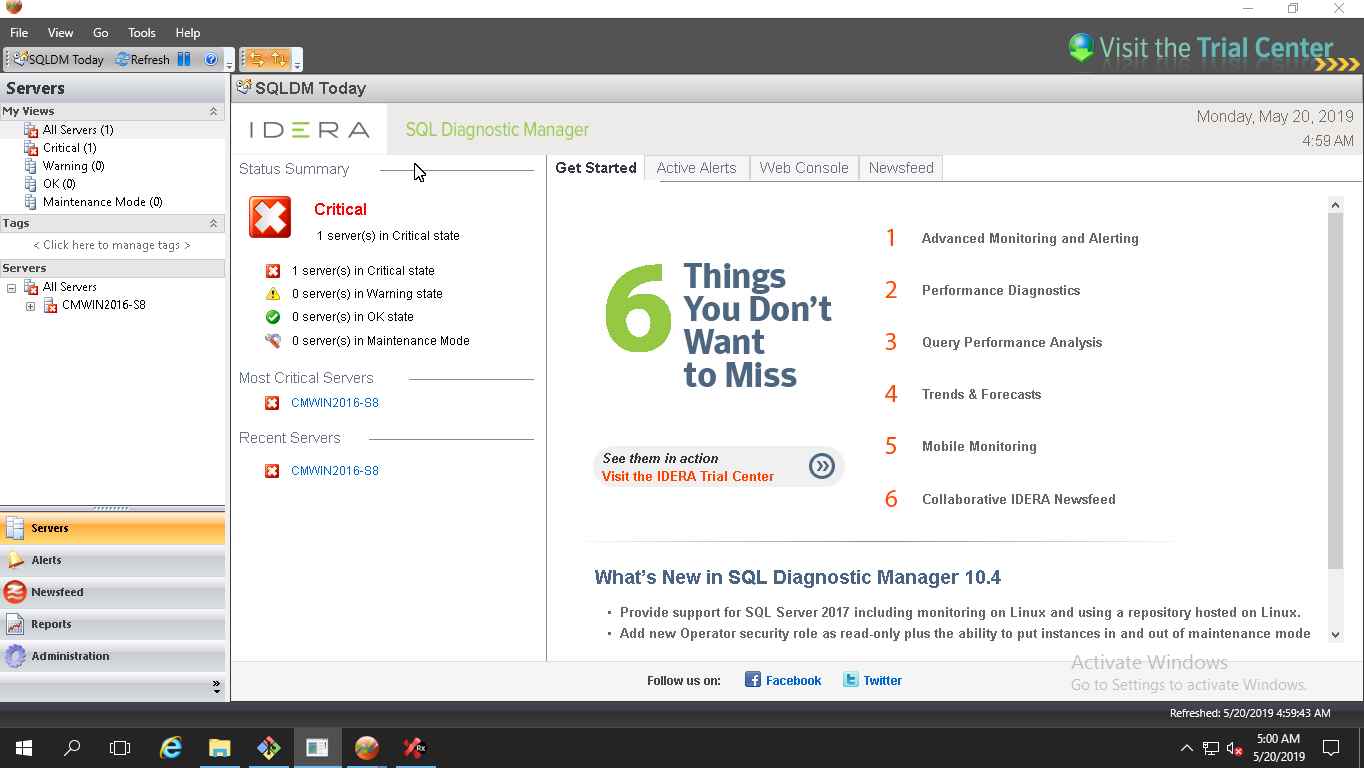 File View Go Tools Help
SQLDM Today Refresh
Visit the Trial Center
Servers
My Views
All Servers (1)
Critical (1)
Warning (0)
OK (0)
Maintenance Mode (0)
Tags
< Click here to manage tags >
Servers
All Servers
CMWIN2016-S8
Servers
Alerts
Newsfeed
Reports
Administration
SQLDM Today
IDERA SQL Diagnostic Manager
Monday, May 20, 2019
4:59 AM
Status Summary
Critical
1 server(s) in Critical state
1 server(s) in Critical state
0 server(s) in Warning state
0 server(s) in OK state
0 server(s) in Maintenance Mode
Most Critical Servers
CMWIN2016-S8
Recent Servers
CMWIN2016-S8
Get Started Active Alerts Web Console Newsfeed
6 Things
You Don't
Want
to Miss
See them in action
Visit the IDERA Trial Center
1 Advanced Monitoring and Alerting
2 Performance Diagnostics
3 Query Performance Analysis
4 Trends & Forecasts
5 Mobile Monitoring
6 Collaborative IDERA Newsfeed
What's New in SQL Diagnostic Manager 10.4
• Provide support for SQL Server 2017 including monitoring on Linux and using a repository hosted on Linux.
• Add new Operator security role as read-only plus the ability to put instances in and out of maintenance mode
Activate Windows
Go to Settings to activate Windows.
Follow us on: Facebook Twitter
Refreshed: 5/20/2019 4:59:43 AM
Rx
5:00 AM
5/20/2019